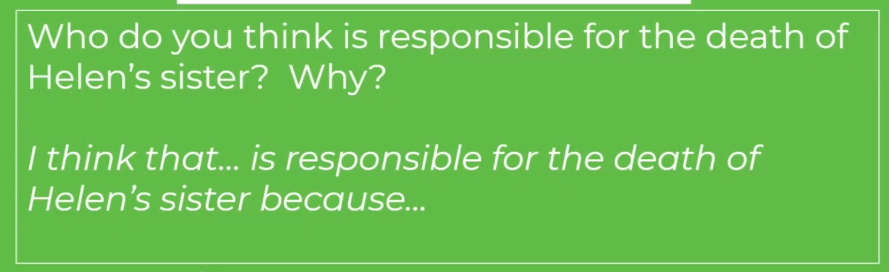 Who do you think is responsible for the death of
Helen’s sister?  Why?
I think that... is responsible for the death of
Helen’s sister because...